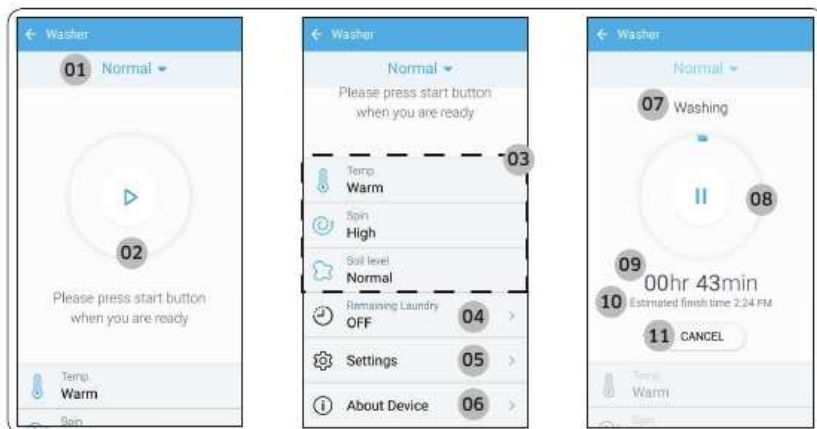 ← Washer
01 Normal
02
Please press start button
when you are ready
Temp.
Warm
Spin
← Washer
Normal
Please press start button
when you are ready
03
Temp.
Warm
Spin
High
Soil level
Normal
Remaining Laundry
OFF 04
Settings 05
About Device 06
← Washer
Normal
07 Washing
08
09
00hr 43min
10 Estimated finish time 2:24 PM
11 CANCEL
Temp.
Warm
Spin